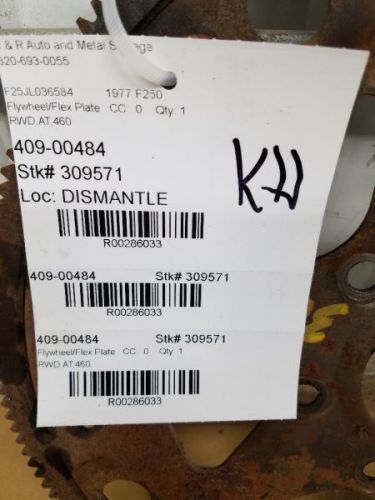 & R Auto and Metal Salvage
320-693-0055
F25JL036584 1977 F250
Flywheel/Flex Plate CC: 0 Qty: 1
RWD,AT,460
409-00484
Stk# 309571
Loc: DISMANTLE
KH
R00286033
409-00484 Stk# 309571
R00286033
409-00484 Stk# 309571
Flywheel/Flex Plate CC: 0 Qty: 1
RWD,AT,460
R00286033